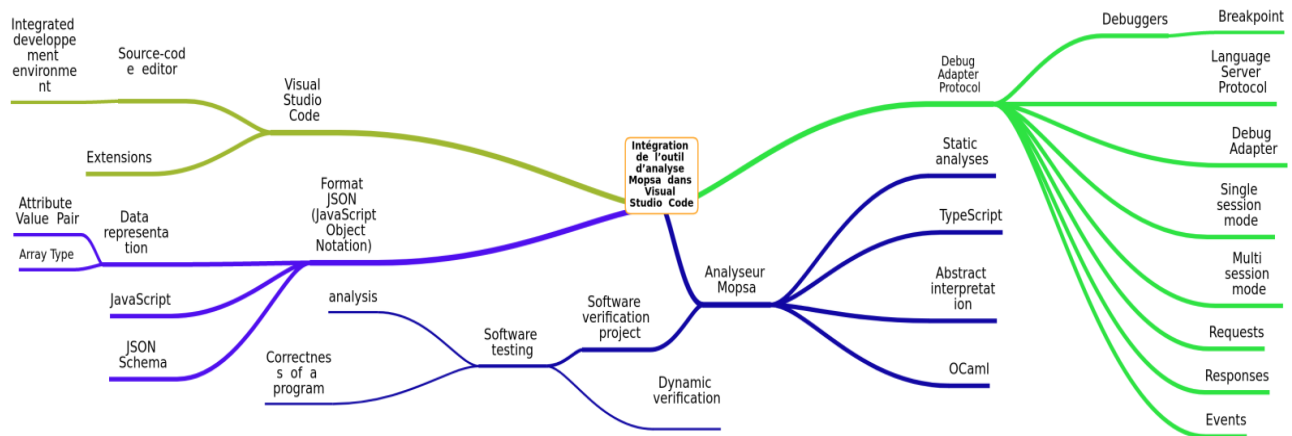 Integrated
developpe
ment
environme
nt
Source-cod
e editor
Visual
Studio
Code
Extensions
Attribute
Value Pair
Array Type
Data
representa
tion
Format
JSON
(JavaScript
Object
Notation)
JavaScript
JSON
Schema
Intégration
de l'outil
d'analyse
Mopsa dans
Visual
Studio Code
analysis
Correctnes
s of a
program
Software
testing
Software
verification
project
Dynamic
verification
Analyseur
Mopsa
Static
analyses
TypeScript
Abstract
interpretat
ion
OCaml
Debug
Adapter
Protocol
Debuggers
Breakpoint
Language
Server
Protocol
Debug
Adapter
Single
session
mode
Multi
session
mode
Requests
Responses
Events